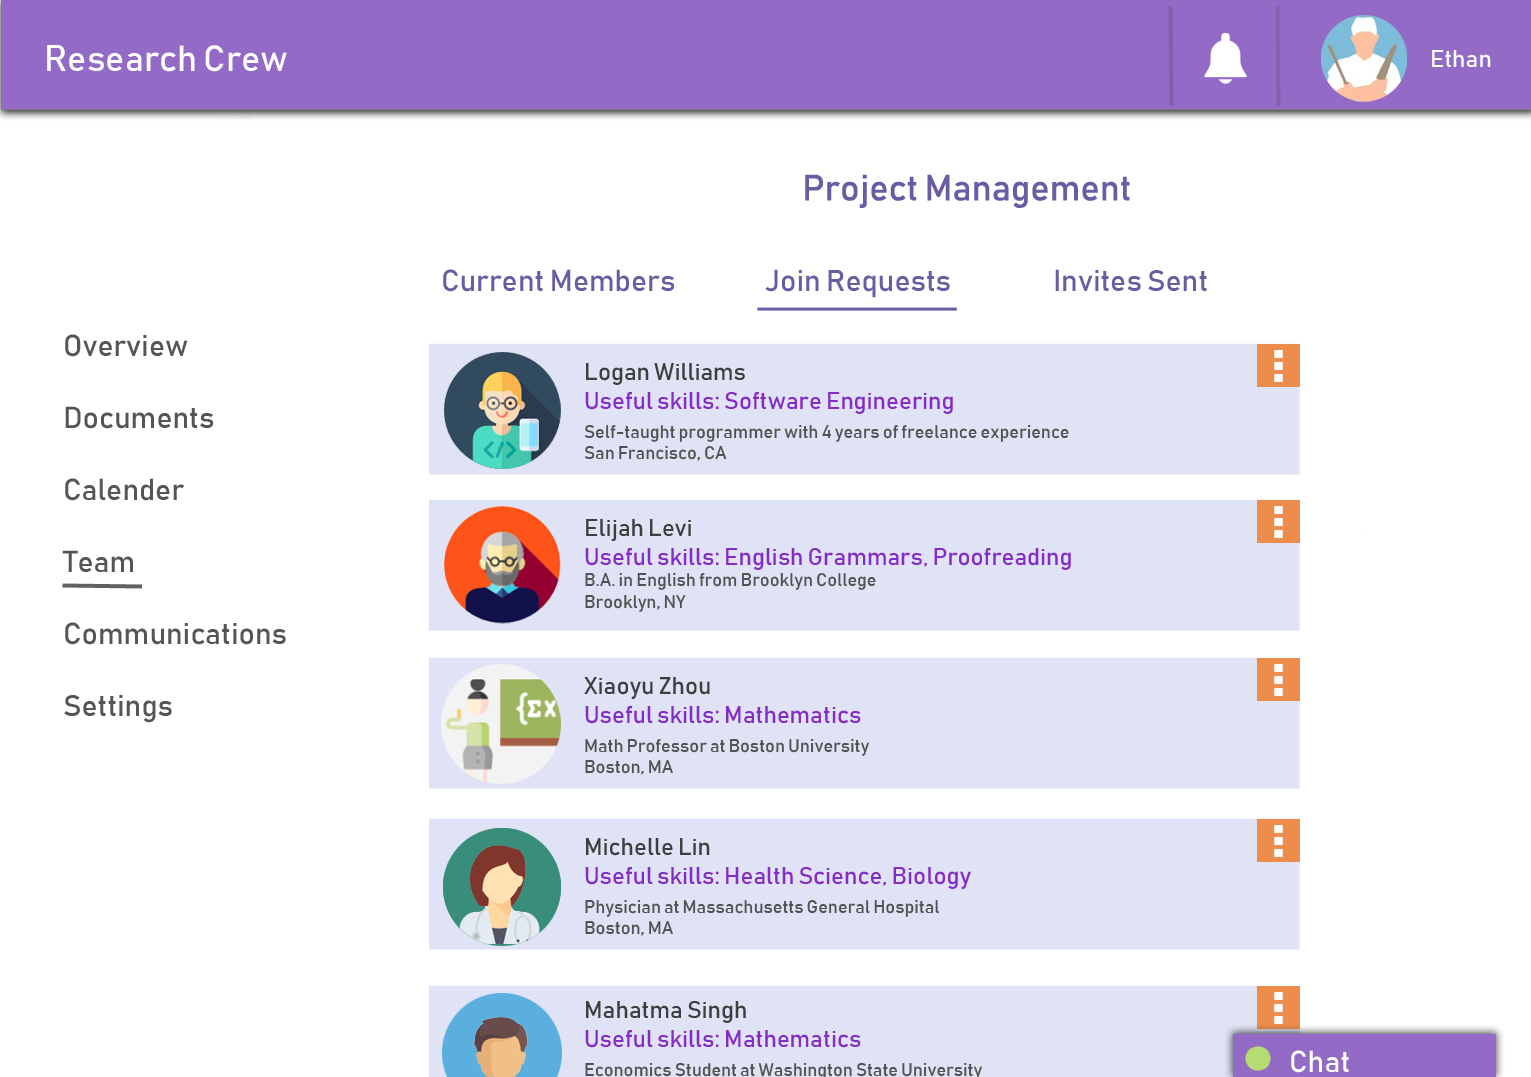 Research Crew
Ethan
Project Management
Current Members
Join Requests
Invites Sent
Overview
Documents
Calender
Team
Communications
Settings
Logan Williams
Useful skills: Software Engineering
Self-taught programmer with 4 years of freelance experience
San Francisco, CA
Elijah Levi
Useful skills: English Grammars, Proofreading
B.A. in English from Brooklyn College
Brooklyn, NY
{Σx
Xiaoyu Zhou
Useful skills: Mathematics
Math Professor at Boston University
Boston, MA
Michelle Lin
Useful skills: Health Science, Biology
Physician at Massachusetts General Hospital
Boston, MA
Mahatma Singh
Useful skills: Mathematics
Economics Student at Washington State University
Chat